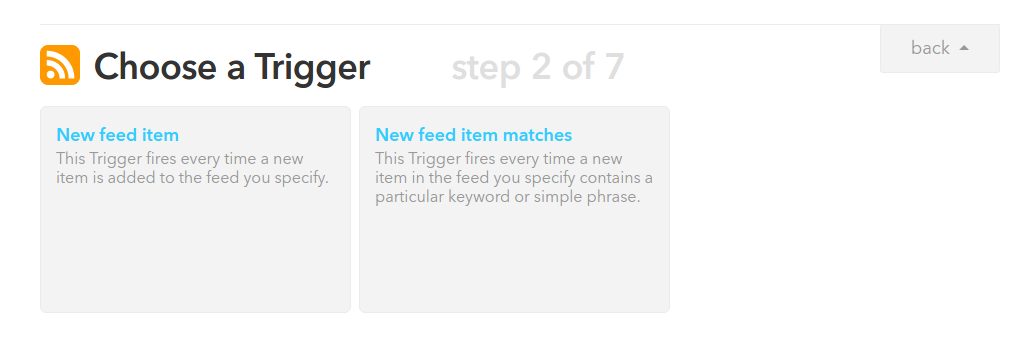 back
Choose a Trigger step 2 of 7
New feed item
This Trigger fires every time a new
item is added to the feed you specify.
New feed item matches
This Trigger fires every time a new
item in the feed you specify contains a
particular keyword or simple phrase.